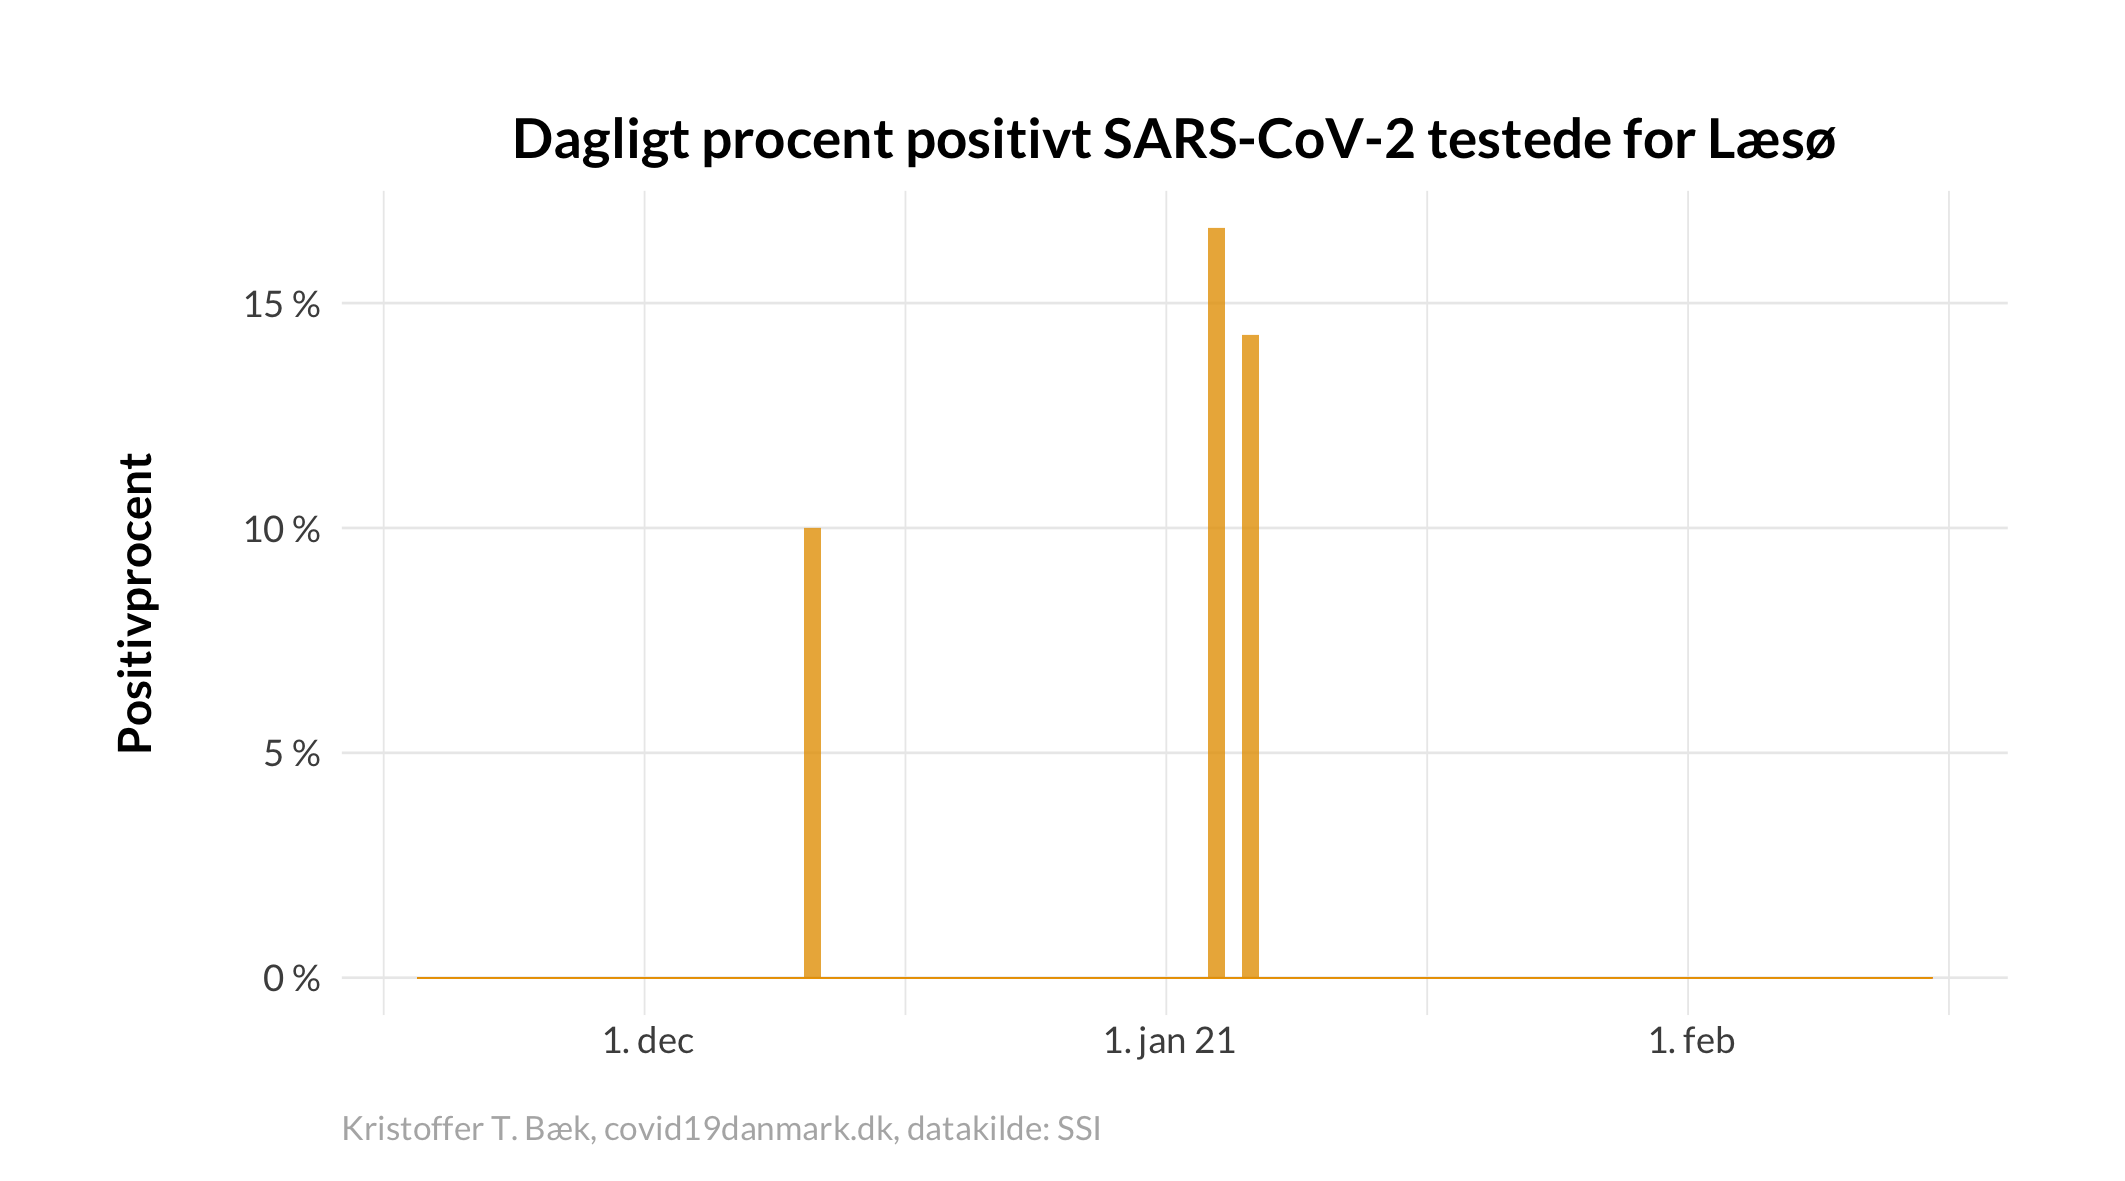 Dagligt procent positivt SARS-CoV-2 testede for Læsø
Positivprocent
15 %
10 %
5 %
0 %
1. dec
1. jan 21
1. feb
Kristoffer T. Bæk, covid19danmark.dk, datakilde: SSI